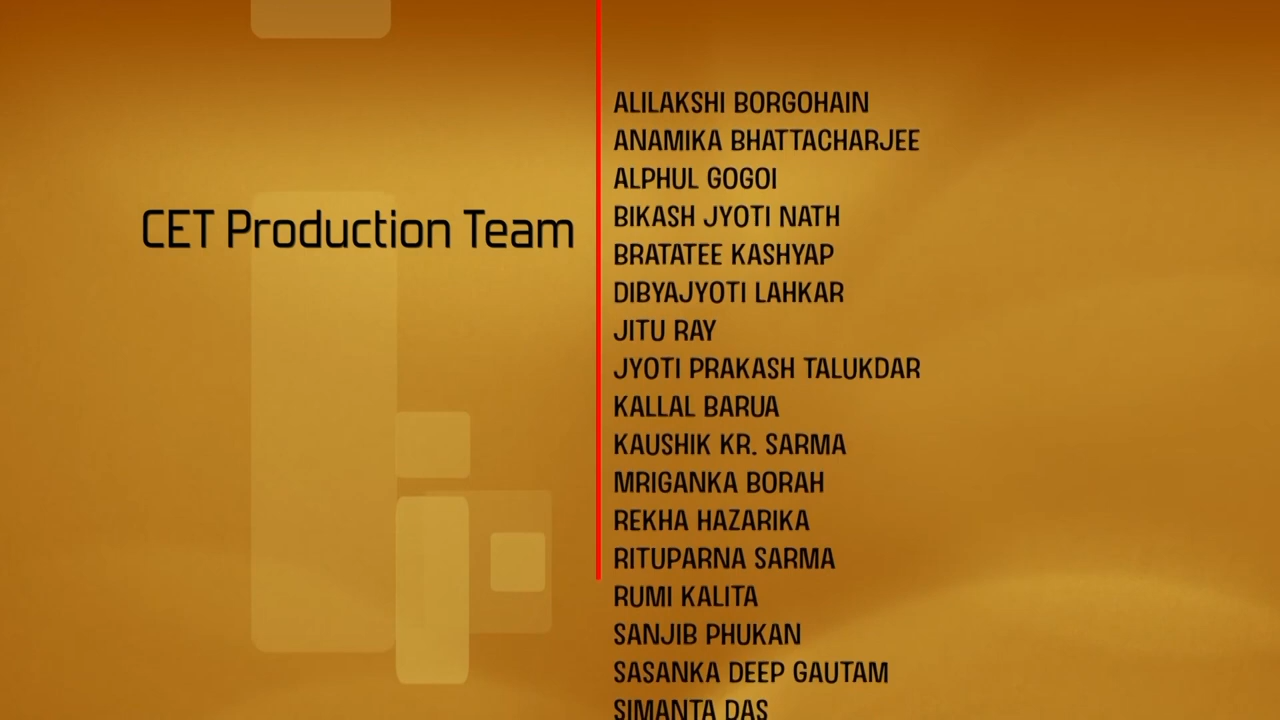 CET Production Team
ALILAKSHI BORGOHAIN
ANAMIKA BHATTACHARJEE
ALPHUL GOGOI
BIKASH JYOTI NATH
BRATATEE KASHYAP
DIBYAJYOTI LAHKAR
JITU RAY
JYOTI PRAKASH TALUKDAR
KALLAL BARUA
KAUSHIK KR. SARMA
MRIGANKA BORAH
REKHA HAZARIKA
RITUPARNA SARMA
RUMI KALITA
SANJIB PHUKAN
SASANKA DEEP GAUTAM
SIMANTA DAS